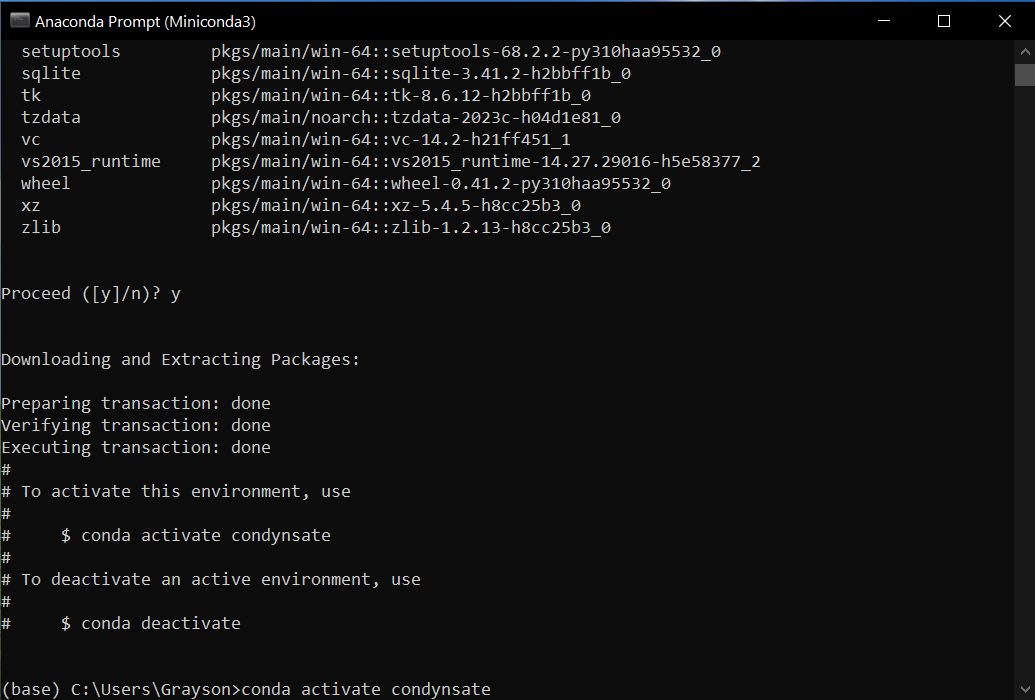 Anaconda Prompt (Miniconda3)
setuptools pkgs/main/win-64::setuptools-68.2.2-py310haa95532_0
sqlite pkgs/main/win-64::sqlite-3.41.2-h2bbff1b_0
tk pkgs/main/win-64::tk-8.6.12-h2bbff1b_0
tzdata pkgs/main/noarch::tzdata-2023c-h04d1e81_0
vc pkgs/main/win-64::vc-14.2-h21ff451_1
vs2015_runtime pkgs/main/win-64::vs2015_runtime-14.27.29016-h5e58377_2
wheel pkgs/main/win-64::wheel-0.41.2-py310haa95532_0
xz pkgs/main/win-64::xz-5.4.5-h8cc25b3_0
zlib pkgs/main/win-64::zlib-1.2.13-h8cc25b3_0
Proceed ([y]/n)? y
Downloading and Extracting Packages:
Preparing transaction: done
Verifying transaction: done
Executing transaction: done
#
# To activate this environment, use
#
# $ conda activate condynsate
#
# To deactivate an active environment, use
#
# $ conda deactivate
(base) C:\Users\Grayson>conda activate condynsate